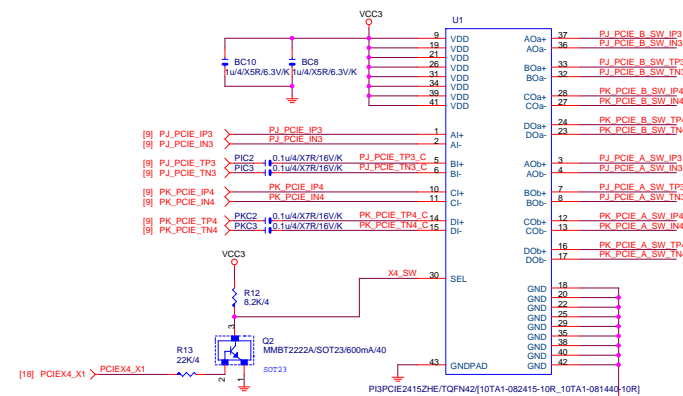 VCC3
U1
BC10
1u/4/X5R/6.3V/K
BC8
1u/4/X5R/6.3V/K
9 VDD
19 VDD
21 VDD
26 VDD
31 VDD
34 VDD
39 VDD
41 VDD
AOa+ 37 PJ_PCIE_B_SW_IP3
AOa- 36 PJ_PCIE_B_SW_IN3
BOa+ 33 PJ_PCIE_B_SW_TP3
BOa- 32 PJ_PCIE_B_SW_TN3
COa+ 28 PK_PCIE_B_SW_IP4
COa- 27 PK_PCIE_B_SW_IN4
DOa+ 24 PK_PCIE_B_SW_TP4
DOa- 23 PK_PCIE_B_SW_TN4
[9] PJ_PCIE_IP3 PJ_PCIE_IP3 1 AI+
[9] PJ_PCIE_IN3 PJ_PCIE_IN3 2 AI-
[9] PJ_PCIE_TP3 PIC2 0.1u/4/X7R/16V/K PJ_PCIE_TP3_C 5 BI+
[9] PJ_PCIE_TN3 PIC3 0.1u/4/X7R/16V/K PJ_PCIE_TN3_C 6 BI-
[9] PK_PCIE_IP4 PK_PCIE_IP4 10 CI+
[9] PK_PCIE_IN4 PK_PCIE_IN4 11 CI-
[9] PK_PCIE_TP4 PKC2 0.1u/4/X7R/16V/K PK_PCIE_TP4_C 14 DI+
[9] PK_PCIE_TN4 PKC3 0.1u/4/X7R/16V/K PK_PCIE_TN4_C 15 DI-
AOb+ 3 PJ_PCIE_A_SW_IP3
AOb- 4 PJ_PCIE_A_SW_IN3
BOb+ 7 PJ_PCIE_A_SW_TP3
BOb- 8 PJ_PCIE_A_SW_TN3
COb+ 12 PK_PCIE_A_SW_IP4
COb- 13 PK_PCIE_A_SW_IN4
DOb+ 16 PK_PCIE_A_SW_TP4
DOb- 17 PK_PCIE_A_SW_TN4
VCC3
X4_SW 30 SEL
R12
8.2K/4
GND 18
GND 20
GND 22
GND 25
GND 29
GND 35
GND 38
GND 40
GND 42
3
Q2
MMBT2222A/SOT23/600mA/40
SOT23
R13
22K/4
2
1
43 GNDPAD
[18] PCIEX4_X1 PCIEX4_X1
PI3PCIE2415ZHE/TQFN42/[10TA1-082415-10R_10TA1-081440-10R]